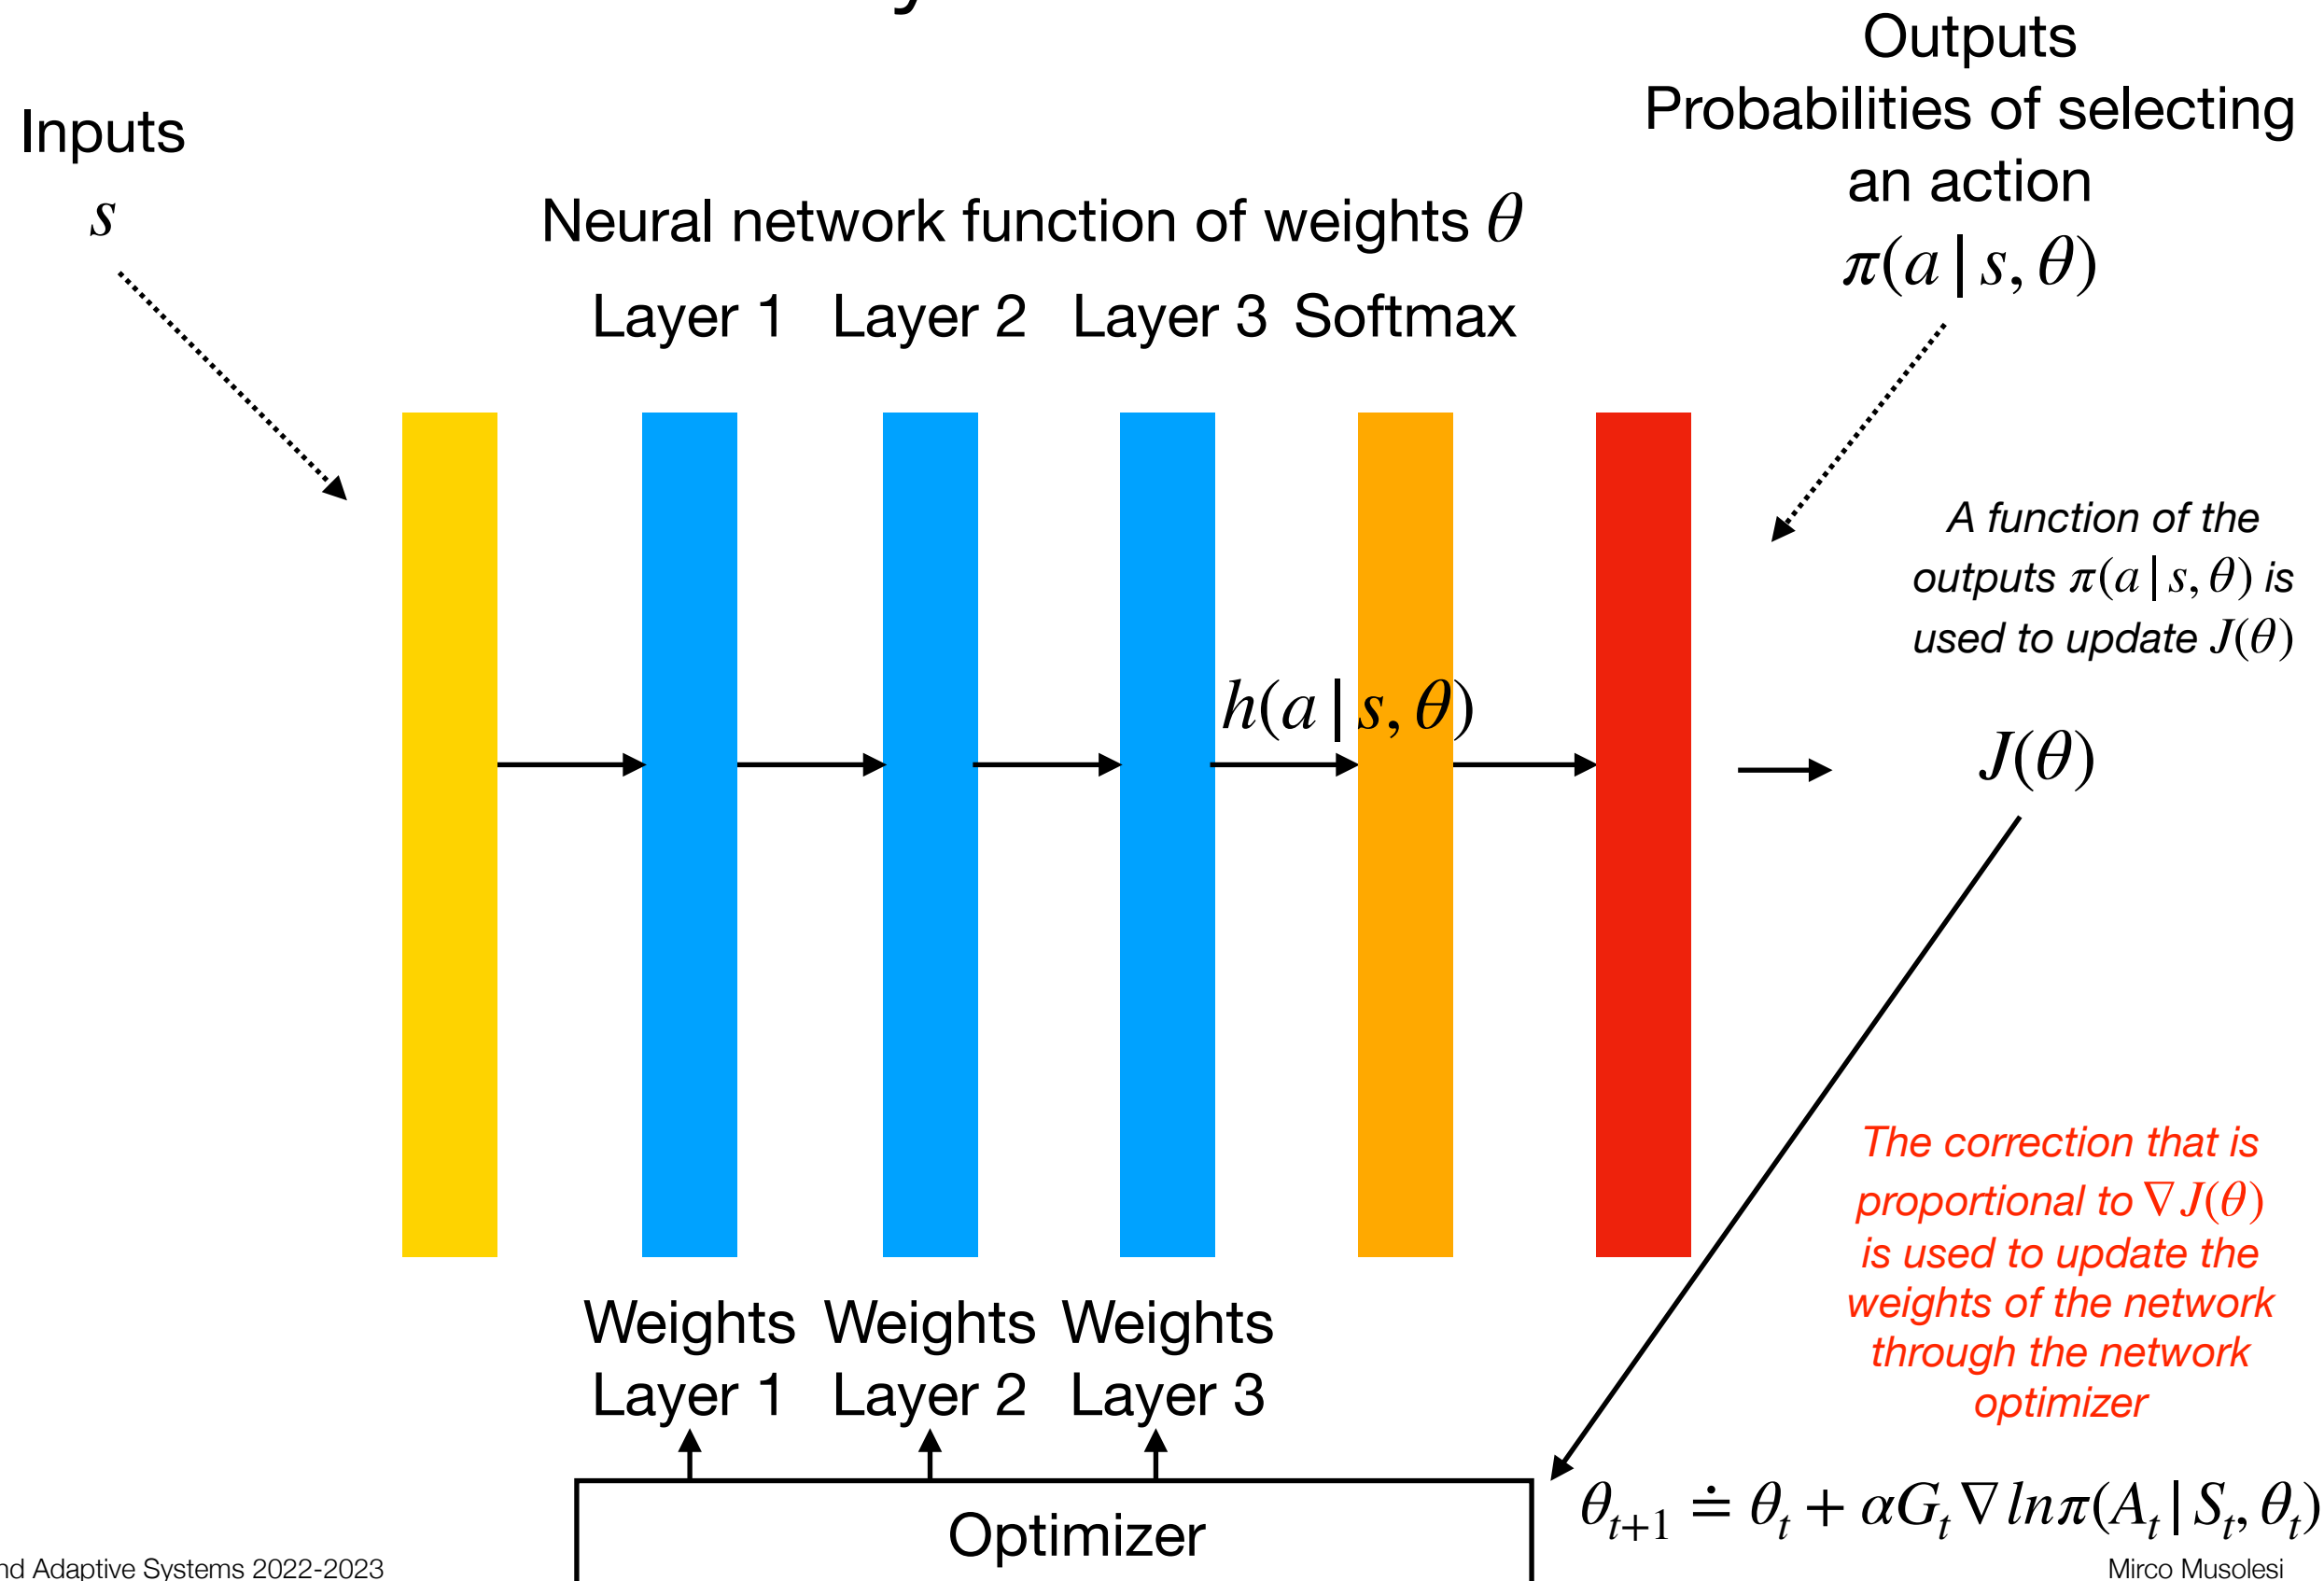 Inputs
s
Neural network function of weights θ
Layer 1 Layer 2 Layer 3 Softmax
Outputs
Probabilities of selecting
an action
π(a|s, θ)
A function of the
outputs π(a|s, θ) is
used to update J(θ)
h(a|s, θ)
J(θ)
The correction that is
proportional to ∇J(θ)
is used to update the
weights of the network
through the network
optimizer
Weights Weights Weights
Layer 1 Layer 2 Layer 3
Optimizer
θt+1 ≐ θt + αGt∇lnπ(At|St, θt)
Adaptive Systems 2022-2023
Mirco Musolesi